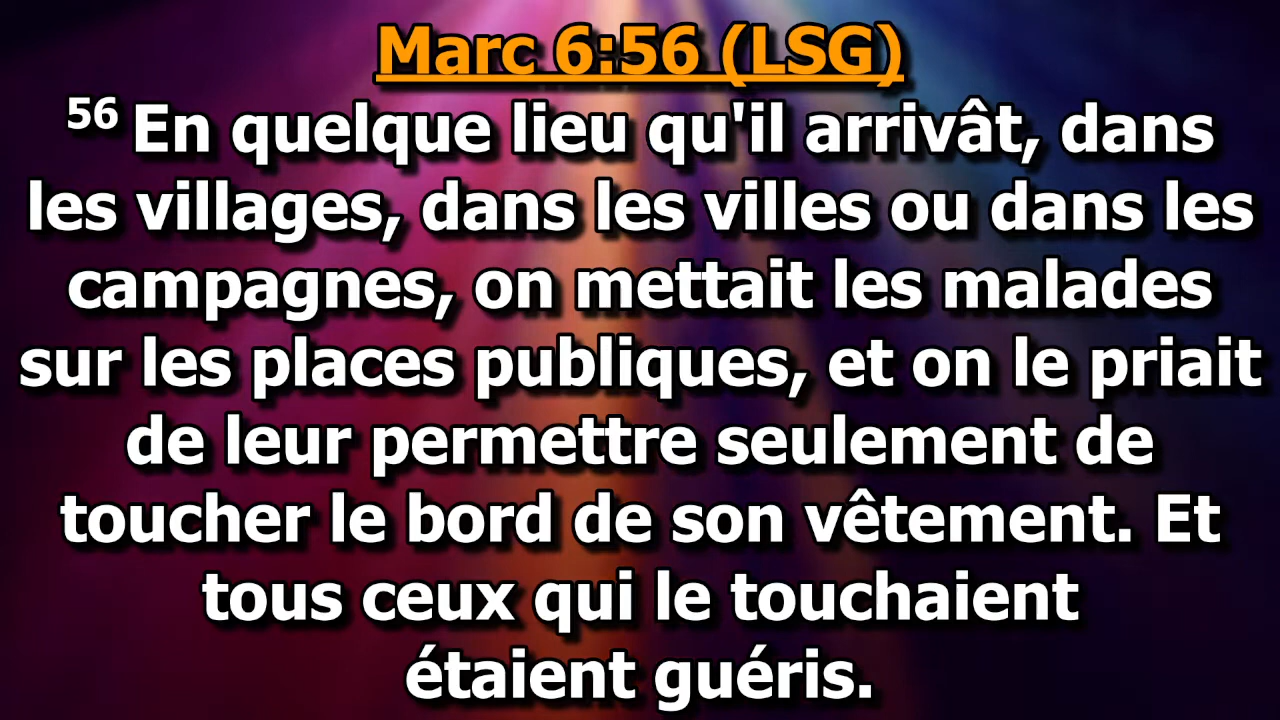 Marc 6:56 (LSG)
56 En quelque lieu qu'il arrivât, dans
les villages, dans les villes ou dans les
campagnes, on mettait les malades
sur les places publiques, et on le priait
de leur permettre seulement de
toucher le bord de son vêtement. Et
tous ceux qui le touchaient
étaient guéris.